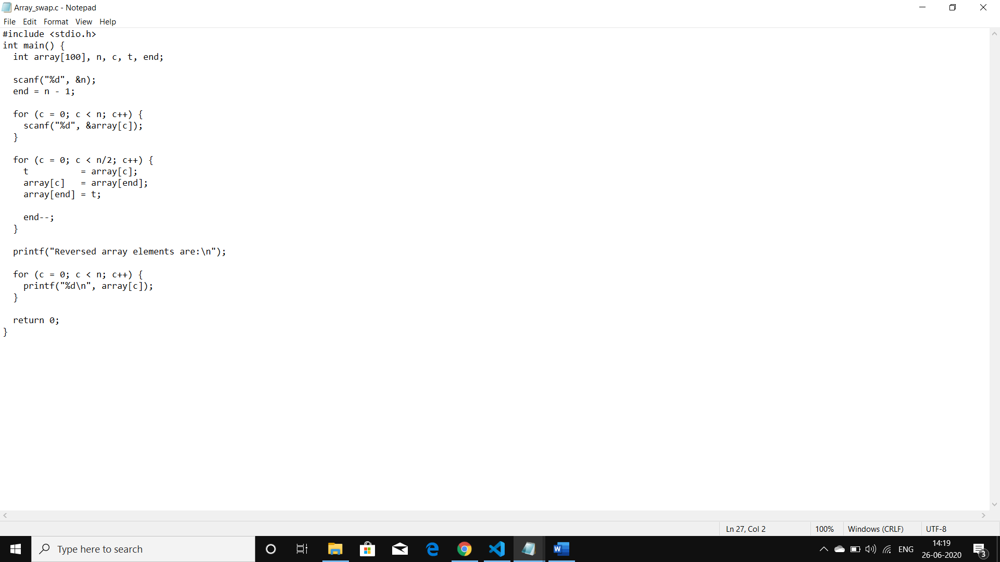 Array_swap.c - Notepad
File Edit Format View Help
#include <stdio.h>
int main() {
  int array[100], n, c, t, end;

  scanf("%d", &n);
  end = n - 1;

  for (c = 0; c < n; c++) {
    scanf("%d", &array[c]);
  }

  for (c = 0; c < n/2; c++) {
    t          = array[c];
    array[c]   = array[end];
    array[end] = t;

    end--;
  }

  printf("Reversed array elements are:\n");

  for (c = 0; c < n; c++) {
    printf("%d\n", array[c]);
  }

  return 0;
}
Ln 27, Col 2 100% Windows (CRLF) UTF-8
Type here to search
W
ENG
14:19
26-06-2020
3